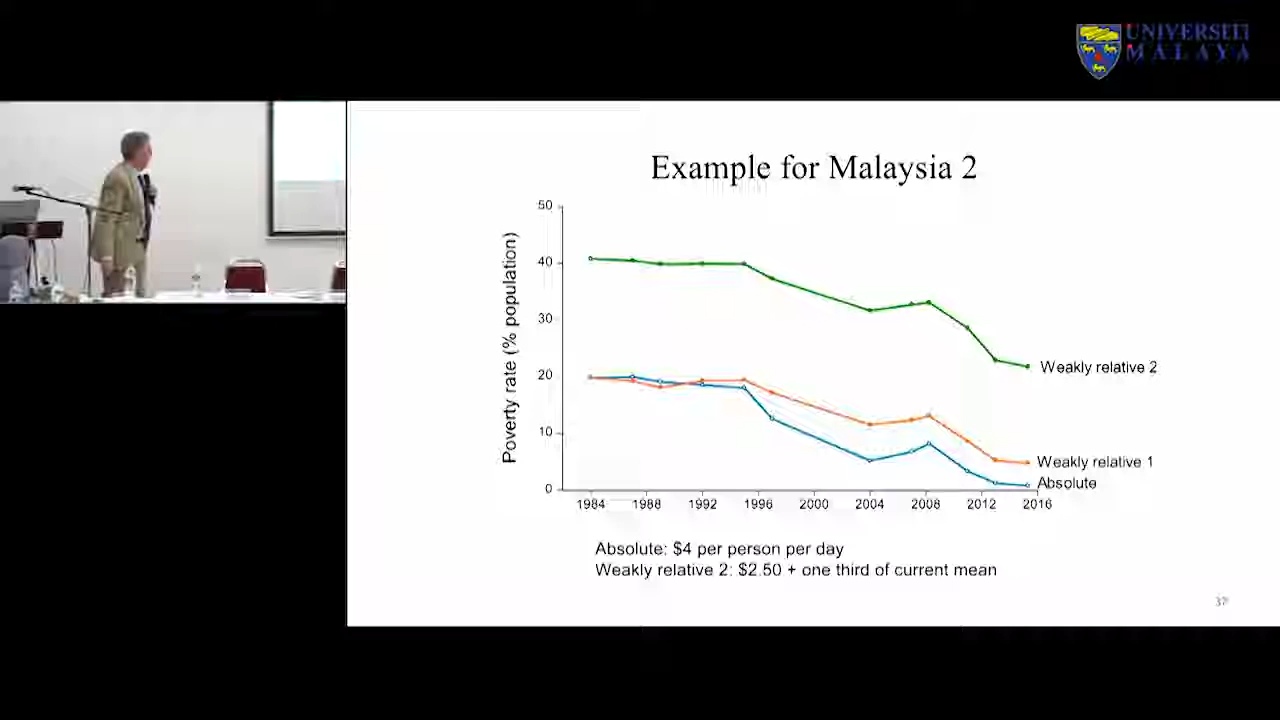 UNIVERSITI
MALAYA
Example for Malaysia 2
Poverty rate (% population)
50
40
30
20
10
0
1984 1988 1992 1996 2000 2004 2008 2012 2016
Weakly relative 2
Weakly relative 1
Absolute
Absolute: $4 per person per day
Weakly relative 2: $2.50 + one third of current mean
37